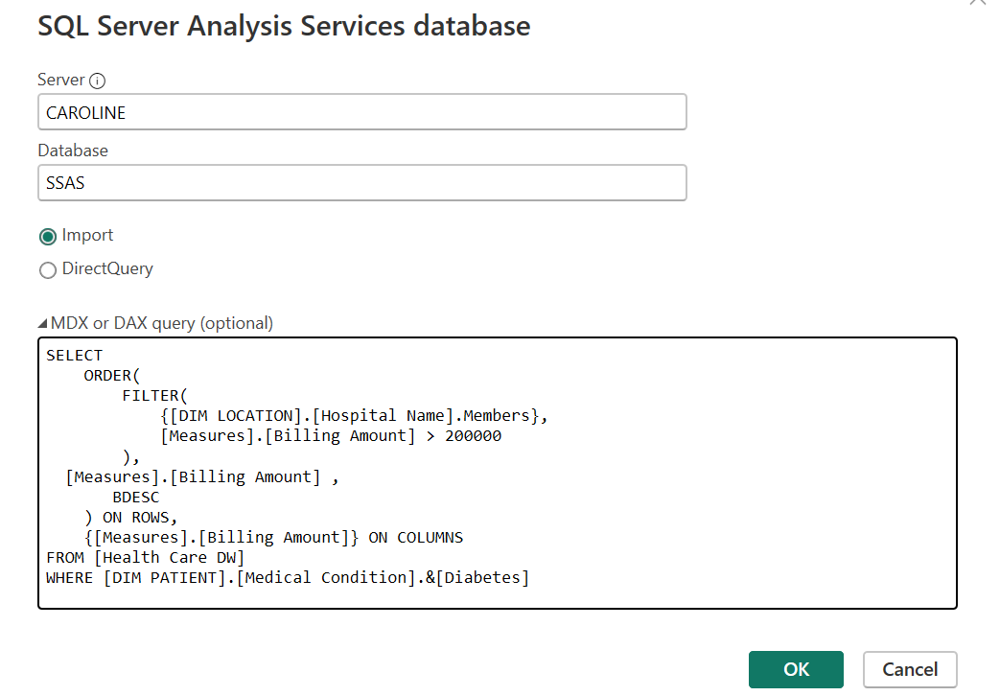 SQL Server Analysis Services database
Server
CAROLINE
Database
SSAS
Import
DirectQuery
MDX or DAX query (optional)
SELECT
    ORDER(
        FILTER(
            {[DIM LOCATION].[Hospital Name].Members},
            [Measures].[Billing Amount] > 200000
        ),
  [Measures].[Billing Amount] ,
       BDESC
    ) ON ROWS,
    {[Measures].[Billing Amount]} ON COLUMNS
FROM [Health Care DW]
WHERE [DIM PATIENT].[Medical Condition].&[Diabetes]
OK Cancel